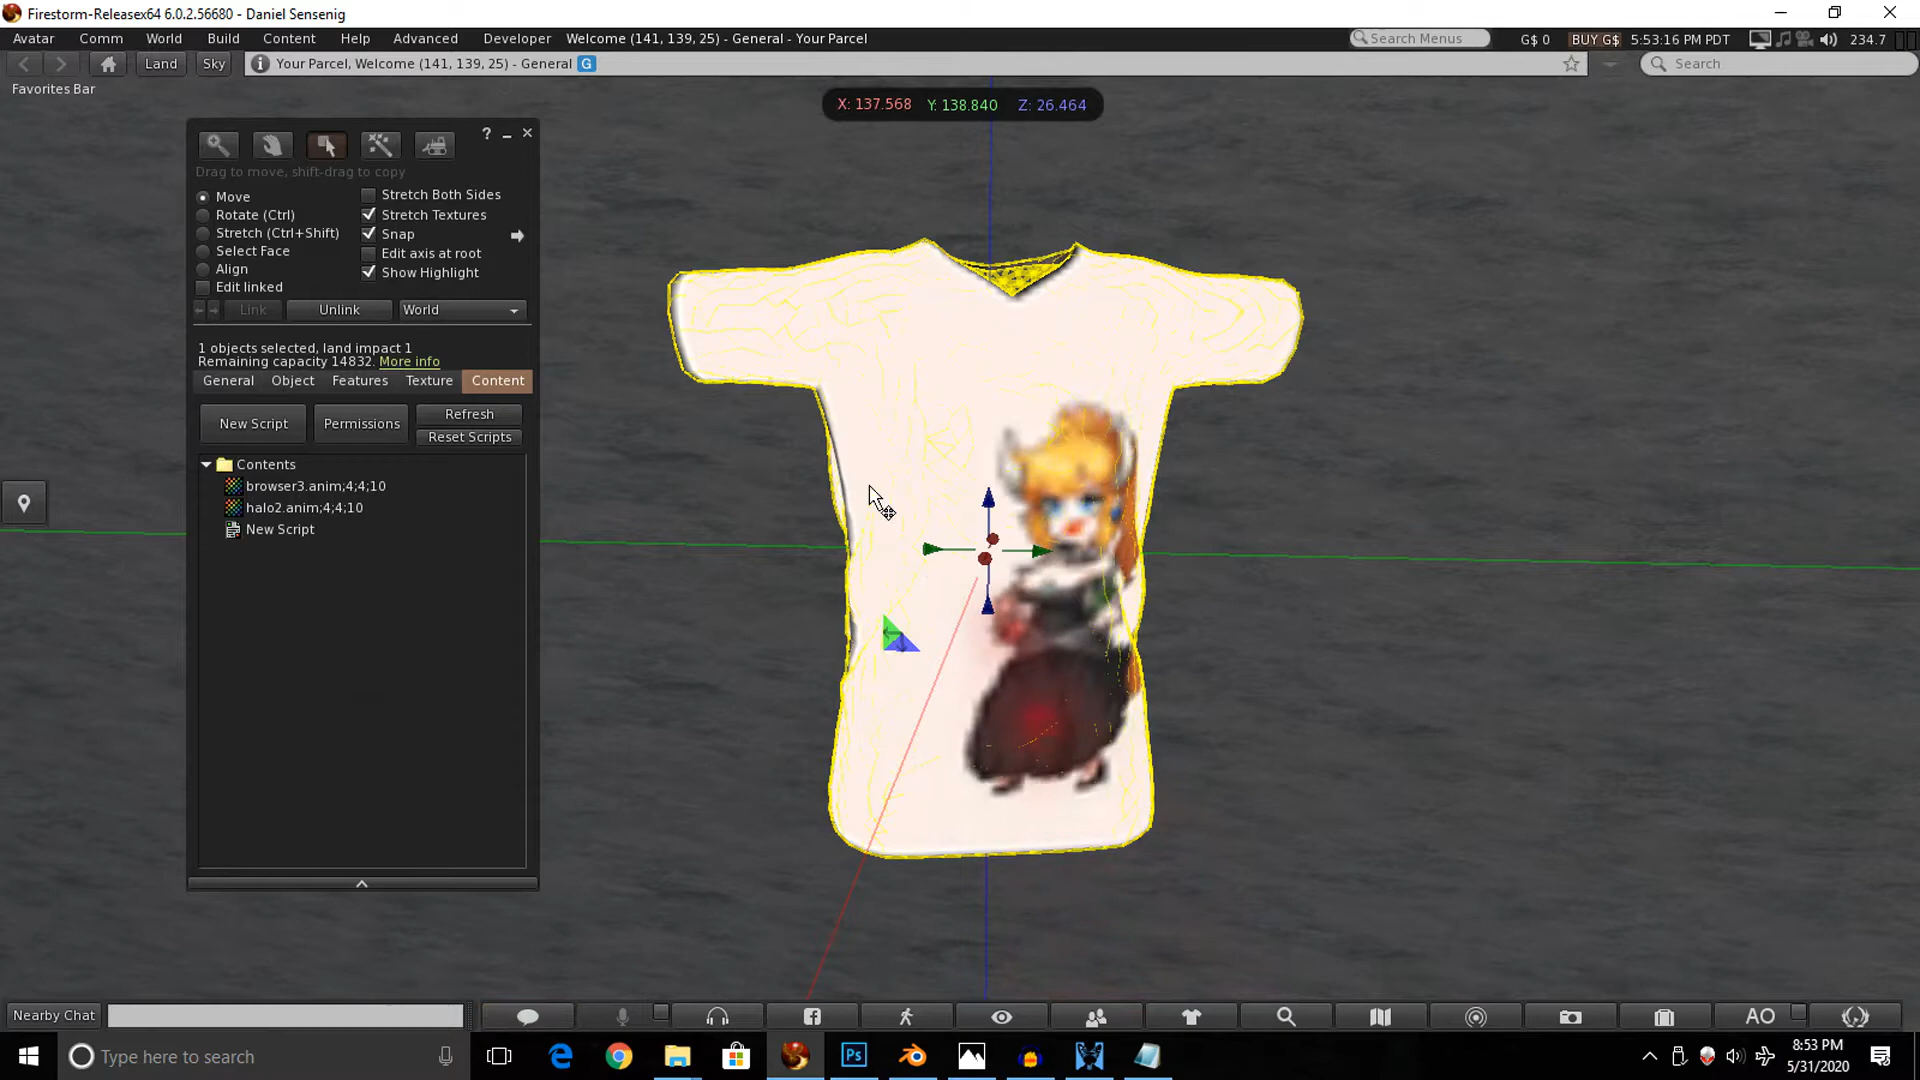 Firestorm-Releasex64 6.0.2.56680 - Daniel Sensenig
Avatar Comm World Build Content Help Advanced Developer Welcome (141, 139, 25) - General - Your Parcel
Search Menus
G$ 0 BUY G$ 5:53:16 PM PDT 234.7
Land Sky Your Parcel, Welcome (141, 139, 25) - General G
Search
Favorites Bar
X: 137.568 Y: 138.840 Z: 26.464
Drag to move, shift-drag to copy
Move
Rotate (Ctrl)
Stretch (Ctrl+Shift)
Select Face
Align
Edit linked
Stretch Both Sides
Stretch Textures
Snap
Edit axis at root
Show Highlight
Link Unlink World
1 objects selected, land impact 1
Remaining capacity 14832. More info
General Object Features Texture Content
New Script Permissions Refresh
Reset Scripts
Contents
browser3.anim;4;4;10
halo2.anim;4;4;10
New Script
Nearby Chat
AO
Type here to search
8:53 PM
5/31/2020